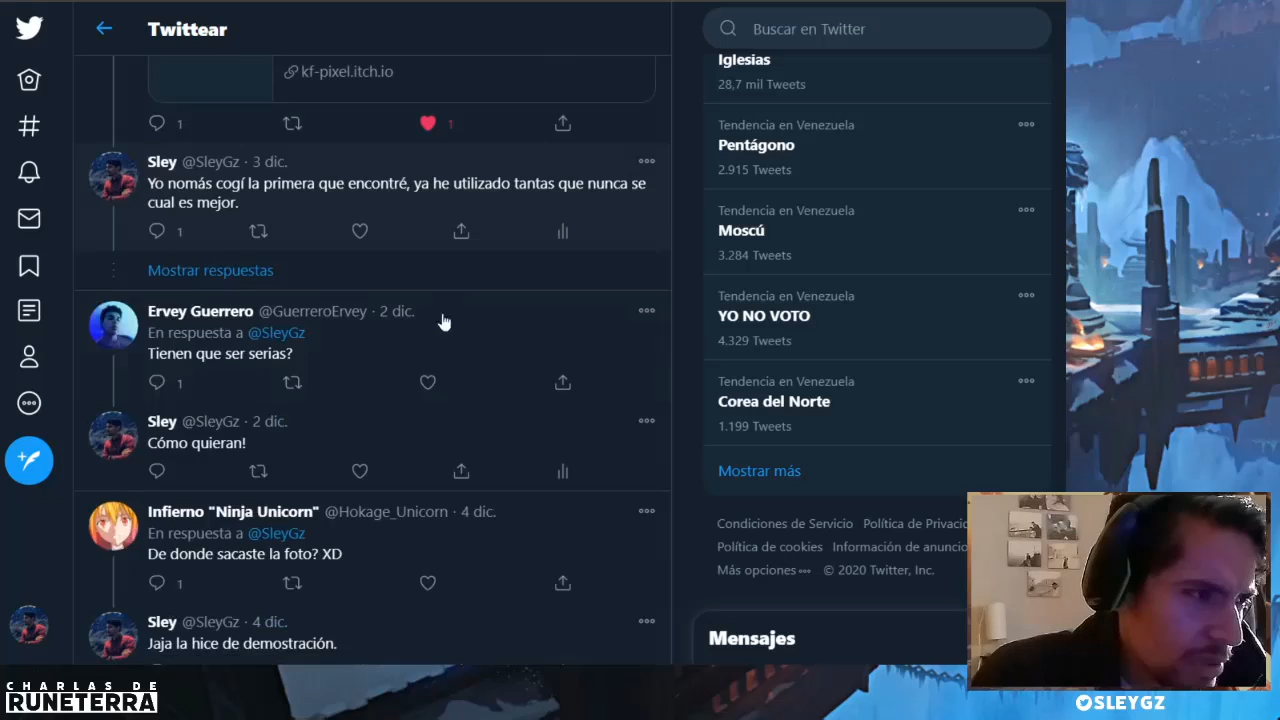 Twittear
Buscar en Twitter
kf-pixel.itch.io
1
1
Sley @SleyGz · 3 dic.
Yo nomás cogí la primera que encontré, ya he utilizado tantas que nunca se
cual es mejor.
1
Mostrar respuestas
Ervey Guerrero @GuerreroErvey · 2 dic.
En respuesta a @SleyGz
Tienen que ser serias?
1
Sley @SleyGz · 2 dic.
Cómo quieran!
Infierno "Ninja Unicorn" @Hokage_Unicorn · 4 dic.
En respuesta a @SleyGz
De donde sacaste la foto? XD
1
Sley @SleyGz · 4 dic.
Jaja la hice de demostración.
Iglesias
28,7 mil Tweets
Tendencia en Venezuela
Pentágono
2.915 Tweets
Tendencia en Venezuela
Moscú
3.284 Tweets
Tendencia en Venezuela
YO NO VOTO
4.329 Tweets
Tendencia en Venezuela
Corea del Norte
1.199 Tweets
Mostrar más
Condiciones de Servicio Política de Privacid
Política de cookies Información de anuncio
Más opciones © 2020 Twitter, Inc.
Mensajes
CHARLAS DE
RUNETERRA
SLEYGZ